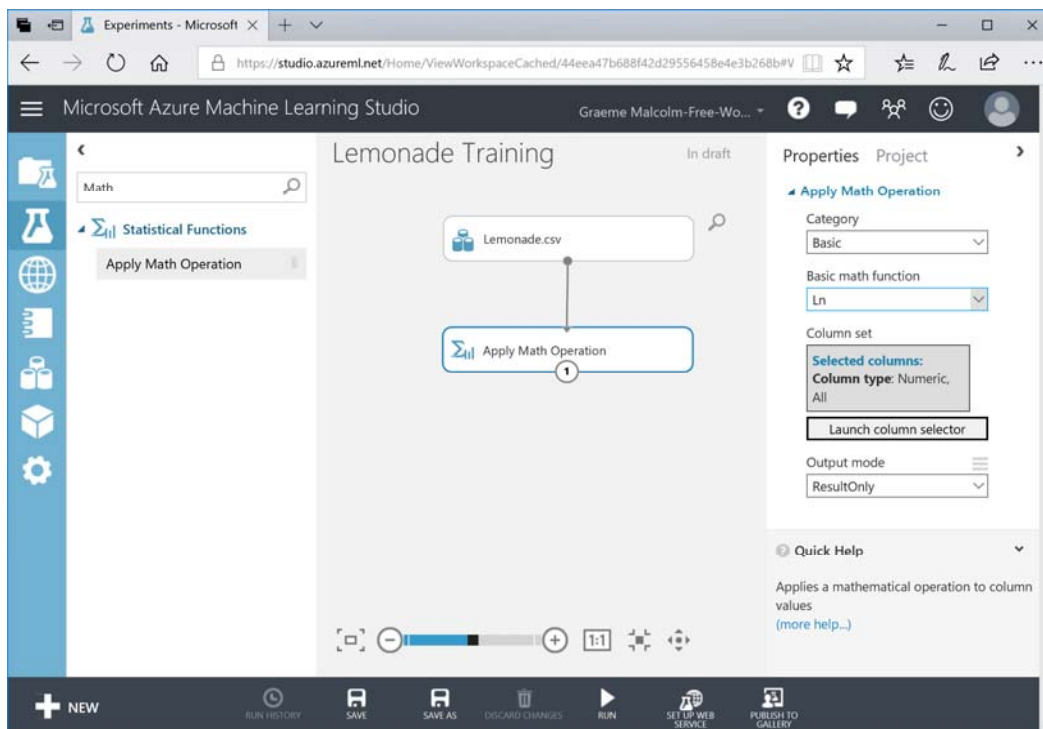 Experiments - Microsoft
https://studio.azureml.net/Home/ViewWorkspaceCached/44eea47b688f42d29556458e4e3b268b#V
Microsoft Azure Machine Learning Studio
Graeme Malcolm-Free-Wo...
Math
Statistical Functions
Apply Math Operation
Lemonade Training
In draft
Lemonade.csv
Apply Math Operation
1
Properties Project
Apply Math Operation
Category
Basic
Basic math function
Ln
Column set
Selected columns:
Column type: Numeric,
All
Launch column selector
Output mode
ResultOnly
Quick Help
Applies a mathematical operation to column
values
(more help...)
1:1
NEW
RUN HISTORY
SAVE
SAVE AS
DISCARD CHANGES
RUN
SET UP WEB
SERVICE
PUBLISH TO
GALLERY